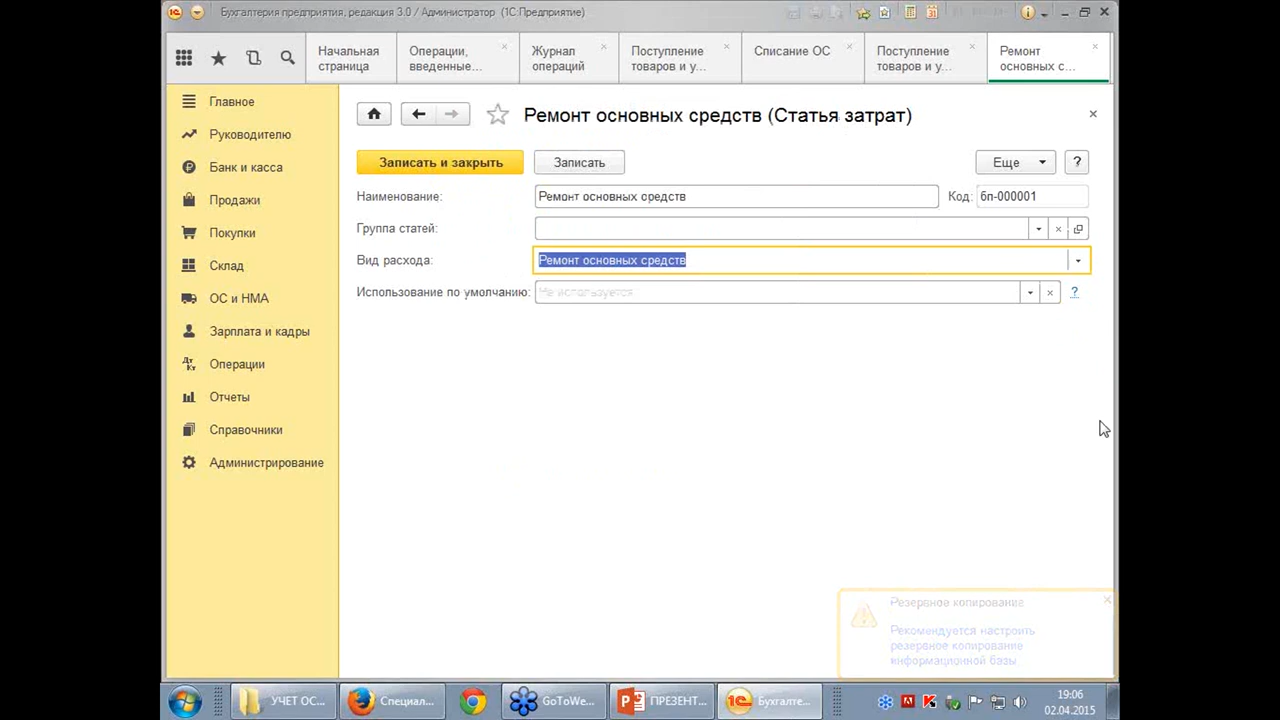 Бухгалтерия предприятия, редакция 3.0 / Администратор (1С:Предприятие)
Начальная страница
Операции, введенные...
Журнал операций
Поступление товаров и у...
Списание ОС
Поступление товаров и у...
Ремонт основных с...
Главное
Руководителю
Банк и касса
Продажи
Покупки
Склад
ОС и НМА
Зарплата и кадры
Операции
Отчеты
Справочники
Администрирование
Ремонт основных средств (Статья затрат)
Записать и закрыть
Записать
Еще
?
Наименование: Ремонт основных средств Код: бп-000001
Группа статей:
Вид расхода: Ремонт основных средств
Использование по умолчанию: Не используется ?
Резервное копирование
Рекомендуется настроить
резервное копирование
информационной базы.
УЧЕТ ОС...
Специал...
GoToWe...
ПРЕЗЕНТ...
Бухгалте...
19:06
02.04.2015